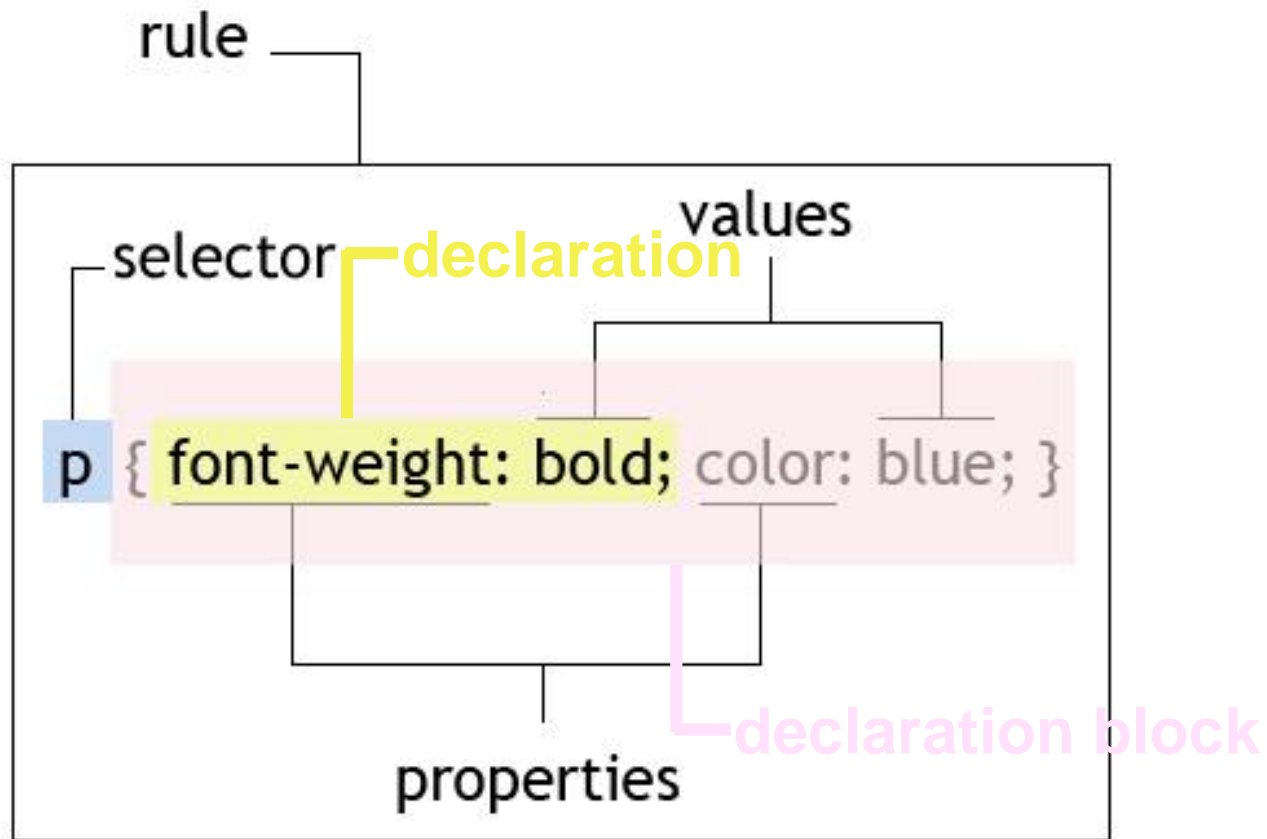 rule
values
selector
declaration
p { font-weight: bold; color: blue; }
declaration block
properties